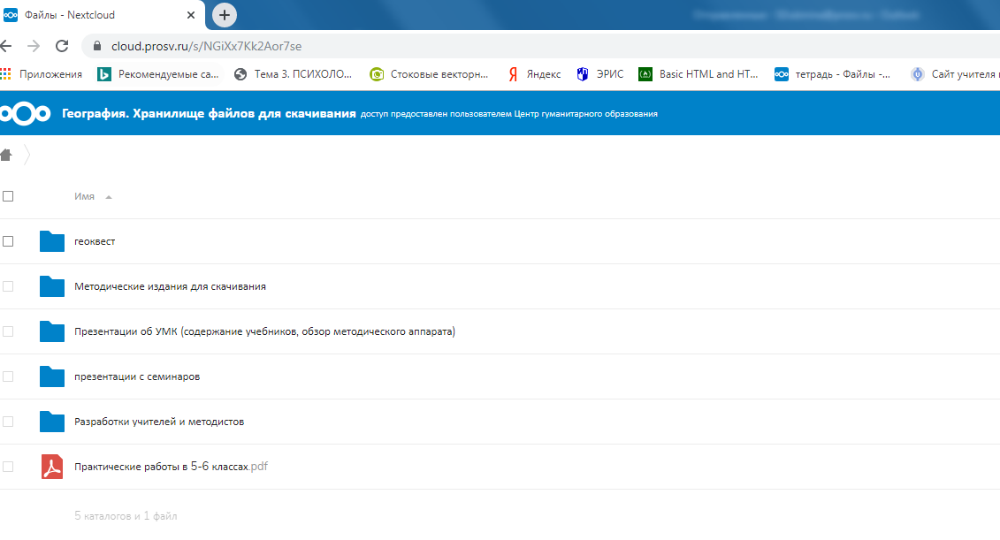 Файлы - Nextcloud
cloud.prosv.ru/s/NGiXx7Kk2Aor7se
Приложения Рекомендуемые са... Тема 3. ПСИХОЛО... Стоковые векторн... Яндекс ЭРИС Basic HTML and HT... тетрадь - Файлы -... Сайт учителя
География. Хранилище файлов для скачивания доступ предоставлен пользователем Центр гуманитарного образования
Имя
геоквест
Методические издания для скачивания
Презентации об УМК (содержание учебников, обзор методического аппарата)
презентации с семинаров
Разработки учителей и методистов
Практические работы в 5-6 классах.pdf
5 каталогов и 1 файл